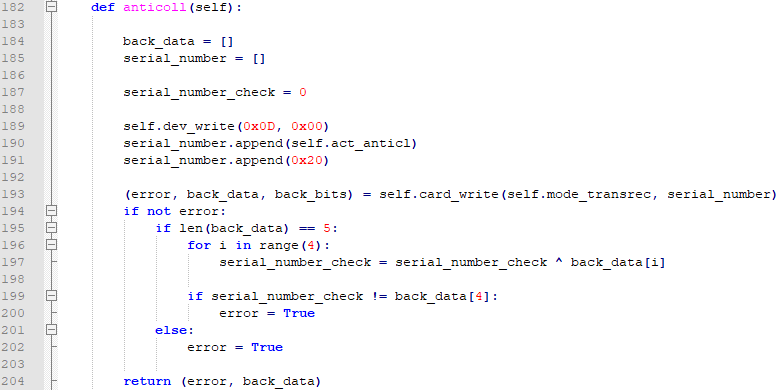 182 def anticoll(self):
183
184 back_data = []
185 serial_number = []
186
187 serial_number_check = 0
188
189 self.dev_write(0x0D, 0x00)
190 serial_number.append(self.act_anticl)
191 serial_number.append(0x20)
192
193 (error, back_data, back_bits) = self.card_write(self.mode_transrec, serial_number)
194 if not error:
195 if len(back_data) == 5:
196 for i in range(4):
197 serial_number_check = serial_number_check ^ back_data[i]
198
199 if serial_number_check != back_data[4]:
200 error = True
201 else:
202 error = True
203
204 return (error, back_data)